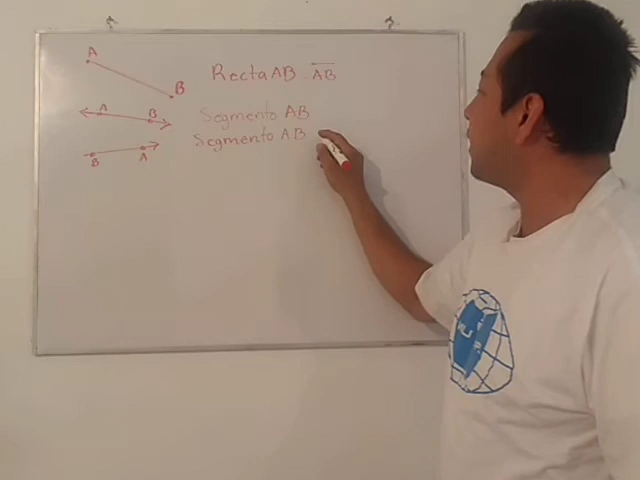 A
B
Recta AB AB
A B
Segmento AB
B A
Segmento AB